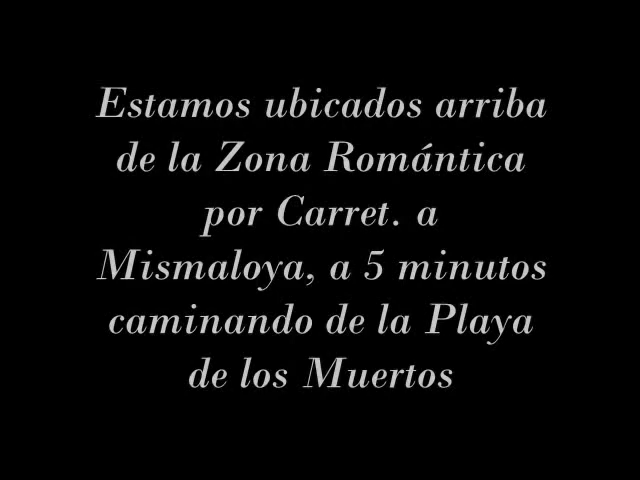 Estamos ubicados arriba
de la Zona Romántica
por Carret. a
Mismaloya, a 5 minutos
caminando de la Playa
de los Muertos